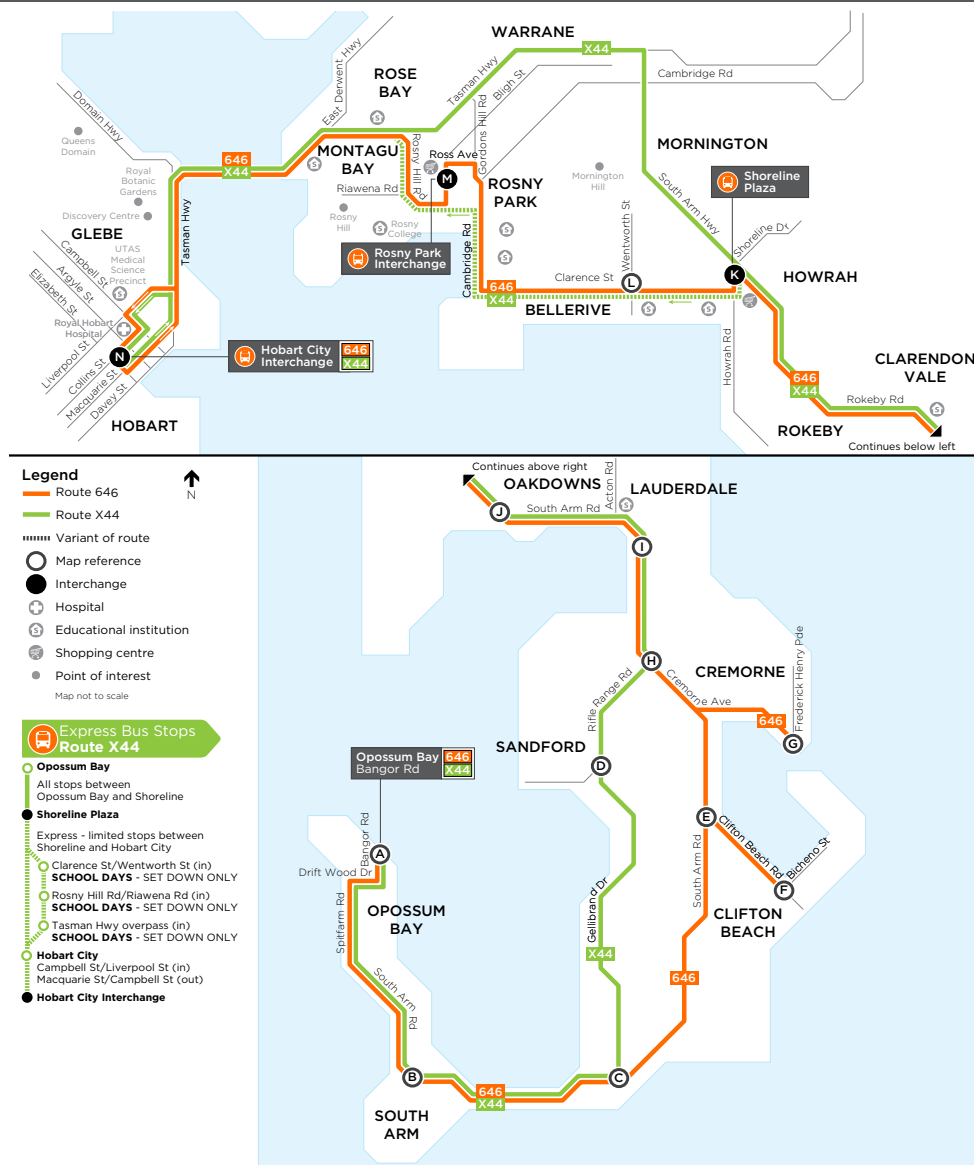 WARRANE
X44
ROSE
BAY
East Derwent Hwy
Tasman Hwy
Bligh St
Cambridge Rd
Gordons Hill Rd
Domain Hwy
Queens
Domain
646
X44
MONTAGU
BAY
Rosny Hill Rd
Ross Ave
M
MORNINGTON
Royal
Botanic
Gardens
Riawena Rd
ROSNY
PARK
Mornington
Hill
Shoreline
Plaza
Discovery Centre
Rosny
Hill
Rosny
College
South Arm Hwy
GLEBE
Tasman Hwy
Rosny Park
Interchange
Cambridge Rd
Wentworth St
Shoreline Dr
UTAS
Medical
Science
Precinct
Campbell St
Argyle St
Elizabeth St
Clarence St
L
K
HOWRAH
646
X44
BELLERIVE
Royal Hobart
Hospital
Liverpool St
N
Hobart City
Interchange
646
X44
Howrah Rd
Collins St
Macquarie St
Davey St
CLARENDON
VALE
646
X44
Rokeby Rd
HOBART
ROKEBY
Continues below left
Legend
N
Route 646
Route X44
Variant of route
Map reference
Interchange
Hospital
Educational institution
Shopping centre
Point of interest
Map not to scale
Express Bus Stops
Route X44
Opossum Bay
All stops between
Opossum Bay and Shoreline
Shoreline Plaza
Express - limited stops between
Shoreline and Hobart City
Clarence St/Wentworth St (in)
SCHOOL DAYS - SET DOWN ONLY
Rosny Hill Rd/Riawena Rd (in)
SCHOOL DAYS - SET DOWN ONLY
Tasman Hwy overpass (in)
SCHOOL DAYS - SET DOWN ONLY
Hobart City
Campbell St/Liverpool St (in)
Macquarie St/Campbell St (out)
Hobart City Interchange
Continues above right
OAKDOWNS
Acton Rd
LAUDERDALE
J
South Arm Rd
I
H
CREMORNE
Cremorne Ave
Frederick Henry Pde
Rifle Range Rd
646
G
SANDFORD
D
Opossum Bay
Bangor Rd
646
X44
E
Clifton Beach Rd
Bicheno St
F
Bangor Rd
A
Drift Wood Dr
South Arm Rd
OPOSSUM
BAY
Spitfarm Rd
Gellibrand Dr
CLIFTON
BEACH
X44
646
South Arm
Rd
B
C
646
X44
SOUTH
ARM